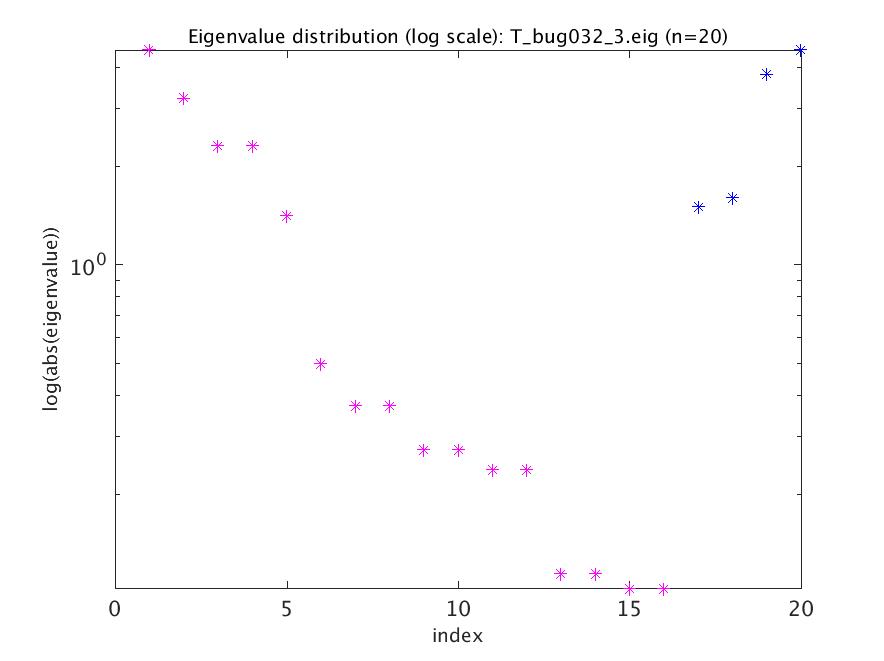 Eigenvalue distribution (log scale): T_bug032_3.eig (n=20)
log(abs(eigenvalue))
10^0
0 5 10 15 20
index